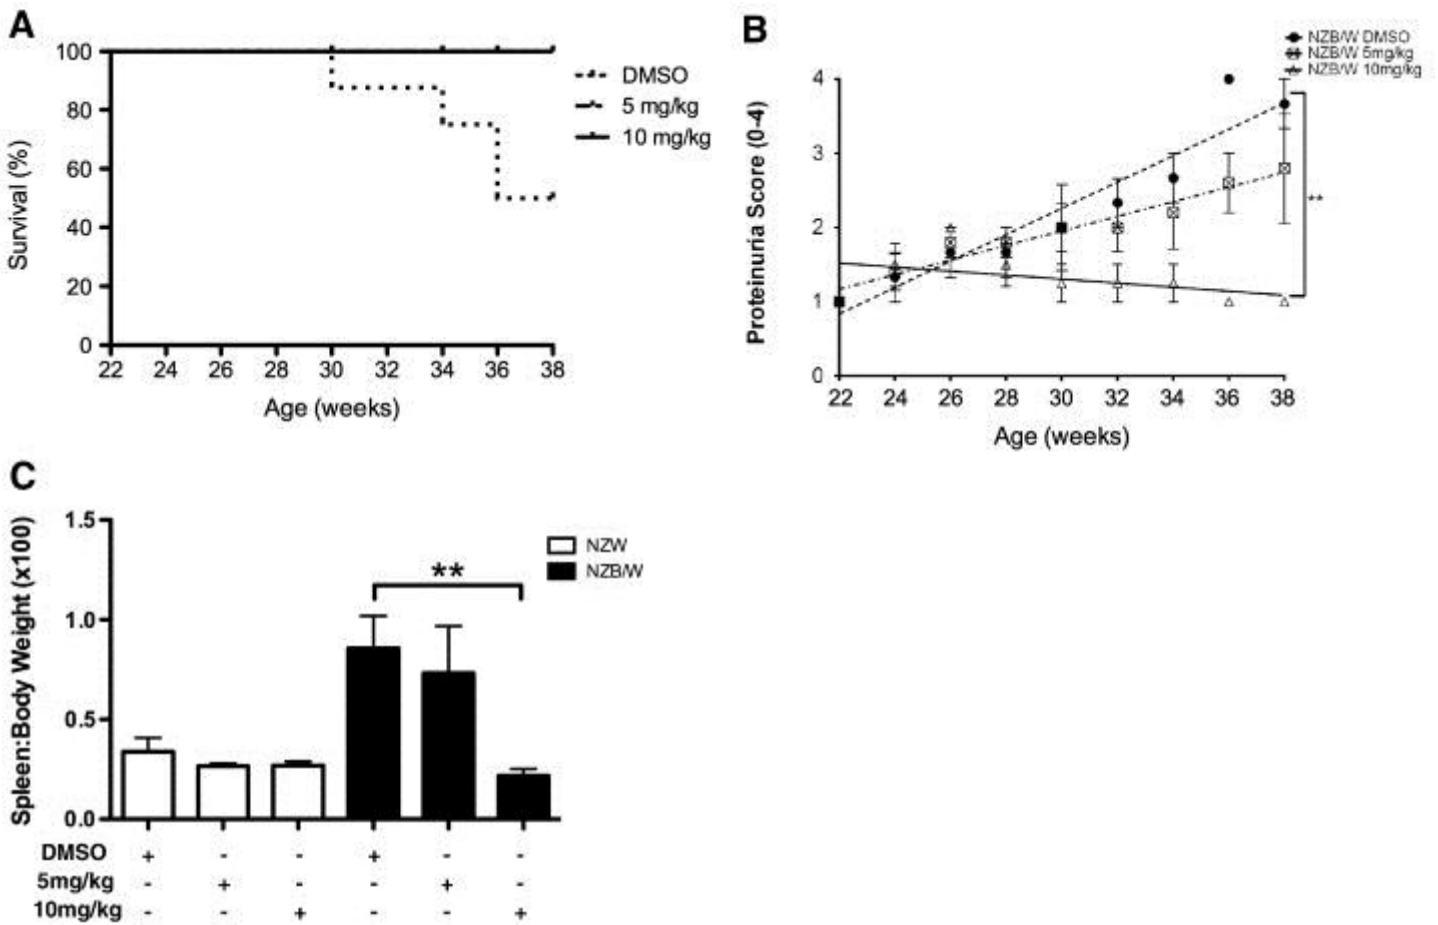 A
100
80
60
40
20
0
Survival (%)
22 24 26 28 30 32 34 36 38
Age (weeks)
DMSO
5 mg/kg
10 mg/kg
B
NZB/W DMSO
NZB/W 5mg/kg
NZB/W 10mg/kg
4
3
2
1
0
Proteinuria Score (0-4)
**
22 24 26 28 30 32 34 36 38
Age (weeks)
C
1.5
1.0
0.5
0.0
Spleen:Body Weight (x100)
**
NZW
NZB/W
DMSO + - - + - -
5mg/kg - + - - + -
10mg/kg - - + - - +